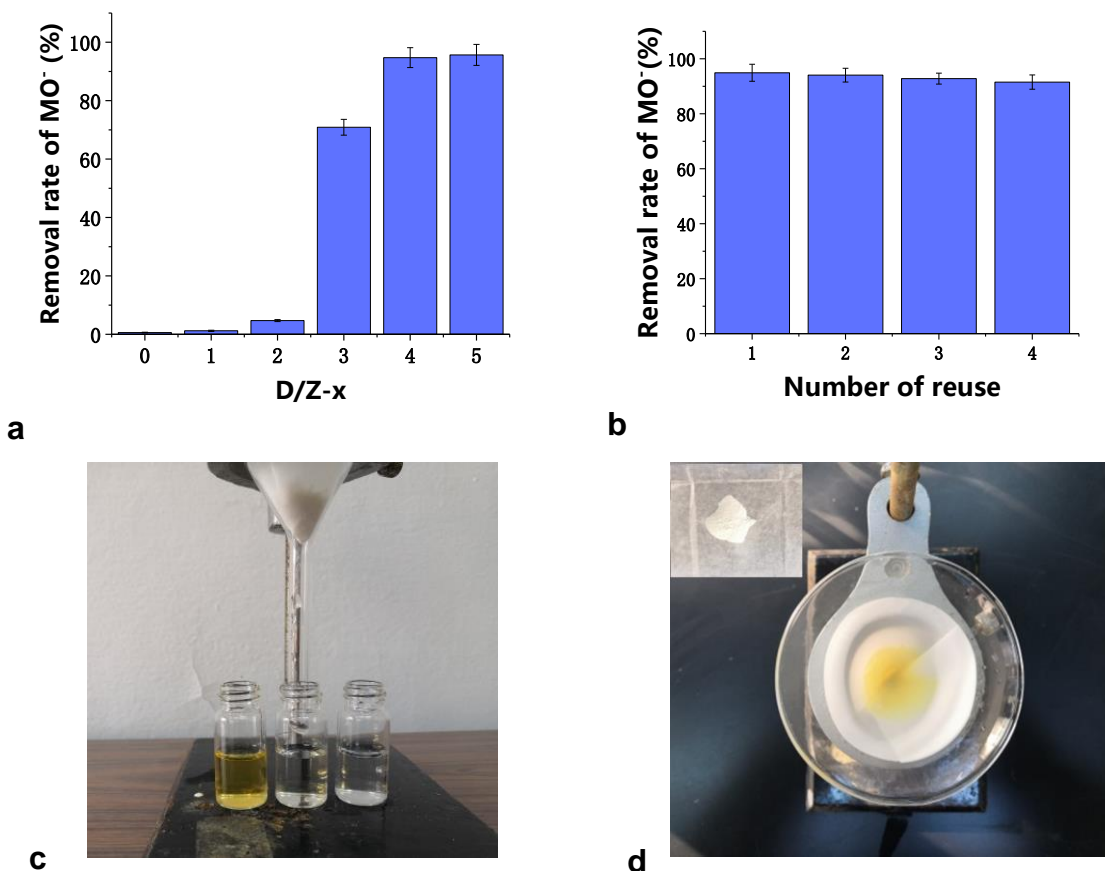 Removal rate of MO⁻ (%)
100
80
60
40
20
0
0 1 2 3 4 5
D/Z-x
a
Removal rate of MO⁻ (%)
100
80
60
40
20
0
1 2 3 4
Number of reuse
b
c
d